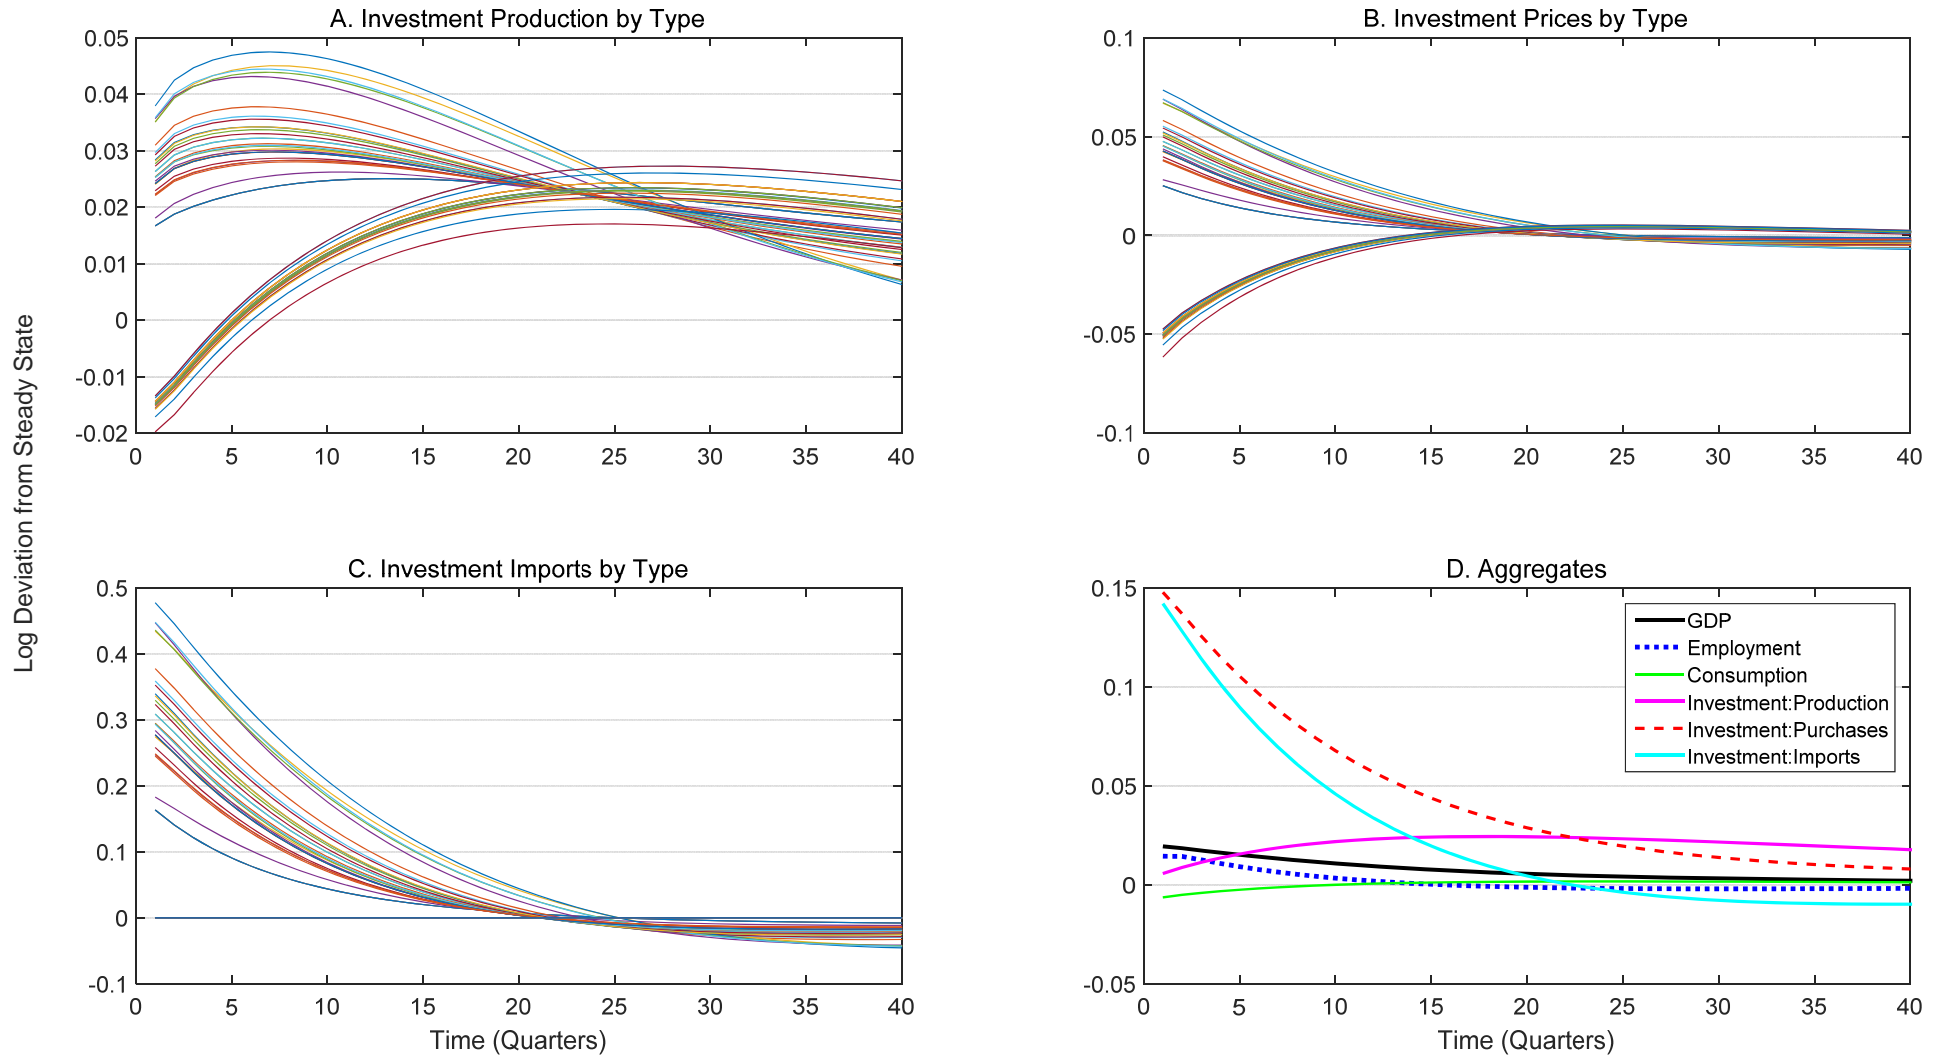 A. Investment Production by Type
0.05
0.04
0.03
0.02
0.01
0
-0.01
-0.02
0 5 10 15 20 25 30 35 40
B. Investment Prices by Type
0.1
0.05
0
-0.05
-0.1
0 5 10 15 20 25 30 35 40
Log Deviation from Steady State
C. Investment Imports by Type
0.5
0.4
0.3
0.2
0.1
0
-0.1
0 5 10 15 20 25 30 35 40
Time (Quarters)
D. Aggregates
0.15
0.1
0.05
0
-0.05
GDP
Employment
Consumption
Investment:Production
Investment:Purchases
Investment:Imports
0 5 10 15 20 25 30 35 40
Time (Quarters)